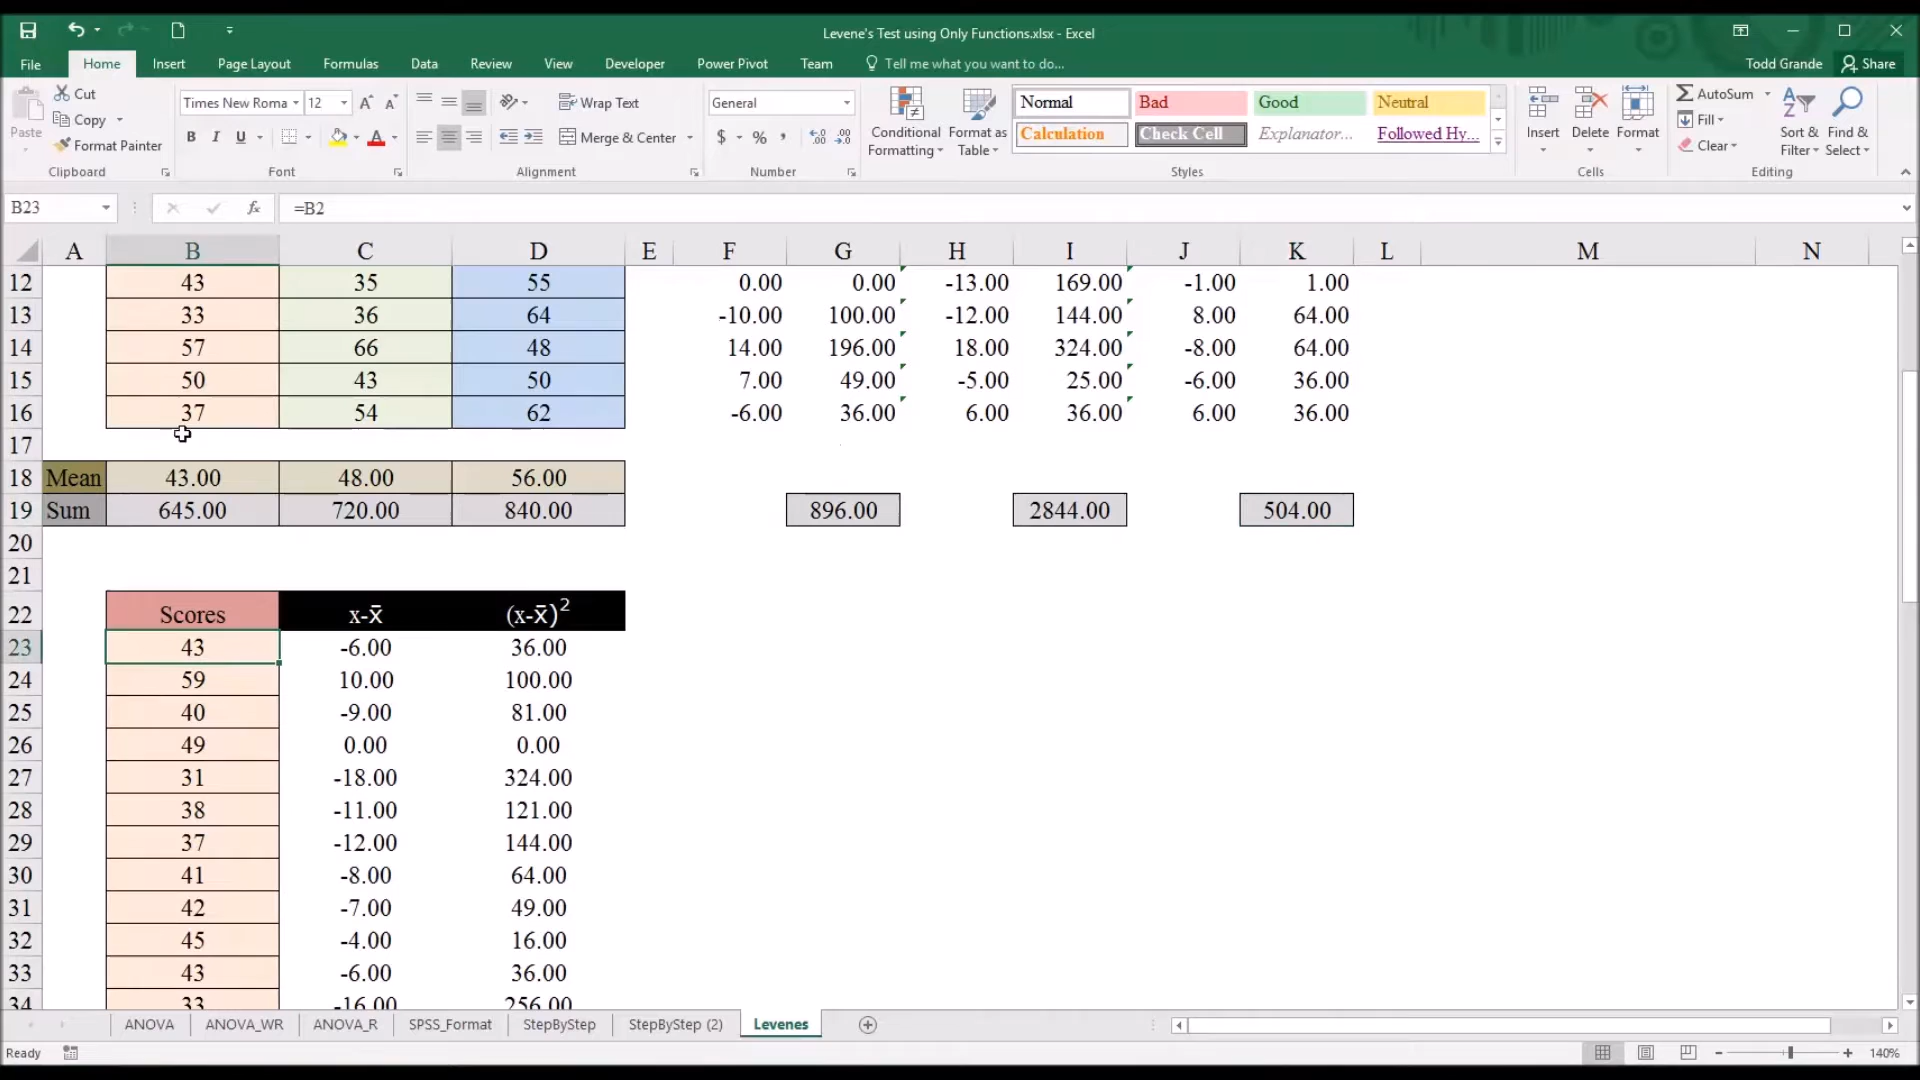 Levene's Test using Only Functions.xlsx - Excel
File Home Insert Page Layout Formulas Data Review View Developer Power Pivot Team Tell me what you want to do... Todd Grande Share
Paste Cut Copy Format Painter
Times New Roma 12
B I U
Wrap Text
Merge & Center
General
$ % ,
Conditional Formatting Format as Table
Normal Bad Good Neutral
Calculation Check Cell Explanator... Followed Hy...
Insert Delete Format
AutoSum Fill Clear Sort & Filter Find & Select
Clipboard Font Alignment Number Styles Cells Editing
B23 fx =B2
A B C D E F G H I J K L M N
12 43 35 55 0.00 0.00 -13.00 169.00 -1.00 1.00
13 33 36 64 -10.00 100.00 -12.00 144.00 8.00 64.00
14 57 66 48 14.00 196.00 18.00 324.00 -8.00 64.00
15 50 43 50 7.00 49.00 -5.00 25.00 -6.00 36.00
16 37 54 62 -6.00 36.00 6.00 36.00 6.00 36.00
17
18 Mean 43.00 48.00 56.00
19 Sum 645.00 720.00 840.00 896.00 2844.00 504.00
20
21
22 Scores x-x̄ (x-x̄)²
23 43 -6.00 36.00
24 59 10.00 100.00
25 40 -9.00 81.00
26 49 0.00 0.00
27 31 -18.00 324.00
28 38 -11.00 121.00
29 37 -12.00 144.00
30 41 -8.00 64.00
31 42 -7.00 49.00
32 45 -4.00 16.00
33 43 -6.00 36.00
34 33 -16.00 256.00
ANOVA ANOVA_WR ANOVA_R SPSS_Format StepByStep StepByStep (2) Levenes
Ready 140%